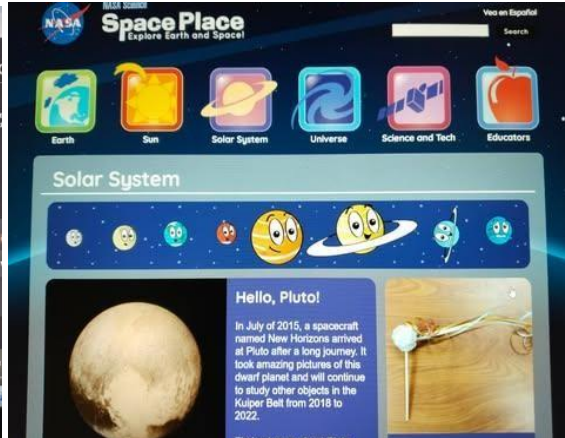 NASA Science
Vea en Español
NASA
Space Place
Explore Earth and Space!
Search
Earth
Sun
Solar System
Universe
Science and Tech
Educators
Solar System
Hello, Pluto!
In July of 2015, a spacecraft
named New Horizons arrived
at Pluto after a long journey. It
took amazing pictures of this
dwarf planet and will continue
to study other objects in the
Kuiper Belt from 2018 to
2022.